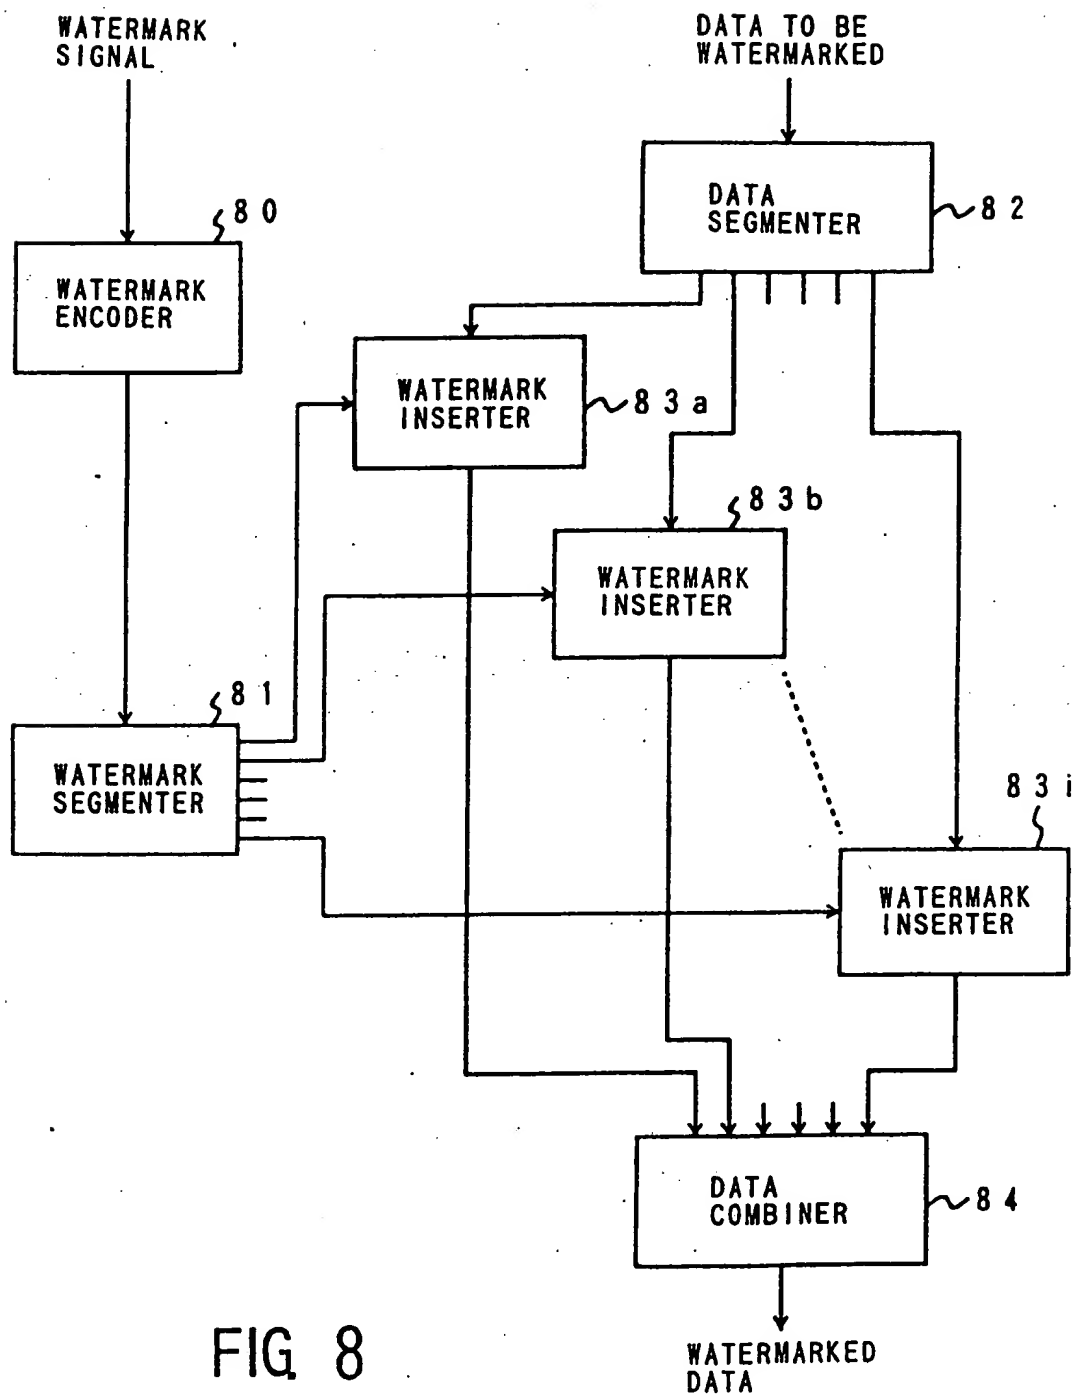 WATERMARK
SIGNAL
DATA TO BE
WATERMARKED
80
WATERMARK
ENCODER
DATA
SEGMENTER
82
WATERMARK
INSERTER
83a
83b
WATERMARK
INSERTER
81
WATERMARK
SEGMENTER
83i
WATERMARK
INSERTER
DATA
COMBINER
84
WATERMARKED
DATA
FIG. 8